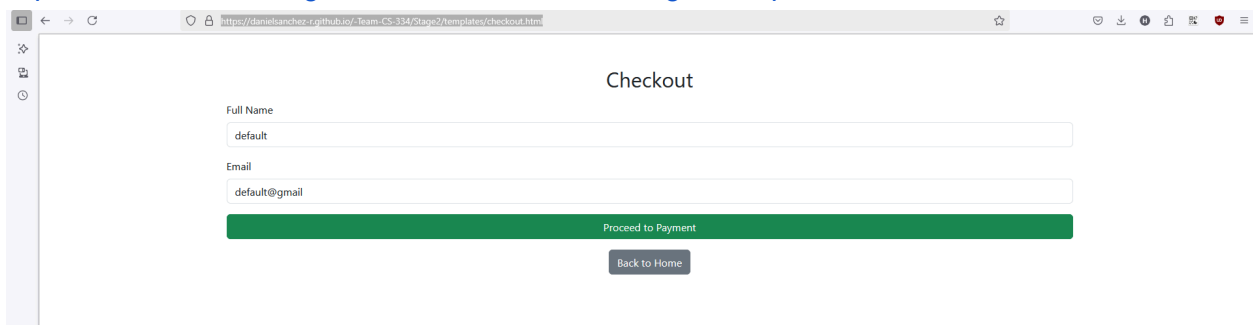 https://danielsanchez-r.github.io/-Team-CS-334/Stage2/templates/checkout.html
Checkout
Full Name
default
Email
default@gmail
Proceed to Payment
Back to Home